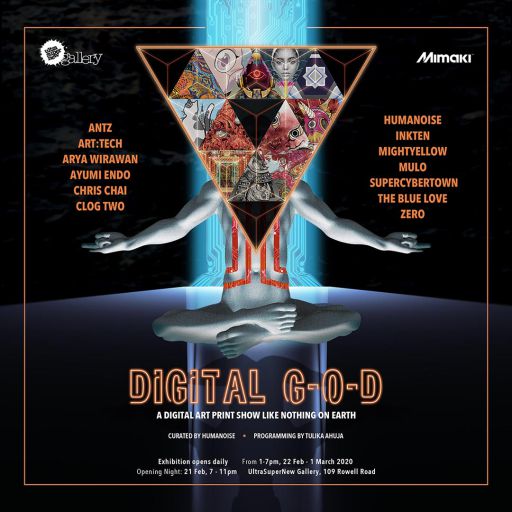 gallery
MIMAKI
ANTZ
ART:TECH
ARYA WIRAWAN
AYUMI ENDO
CHRIS CHAI
CLOG TWO
HUMANOISE
INKTEN
MIGHTYELLOW
MULO
SUPERCYBERTOWN
THE BLUE LOVE
ZERO
DIGITAL G-O-D
A DIGITAL ART PRINT SHOW LIKE NOTHING ON EARTH
CURATED BY HUMANOISE • PROGRAMMING BY TULIKA AHUJA
Exhibition opens daily From 1-7pm, 22 Feb - 1 March 2020
Opening Night: 21 Feb, 7 - 11pm UltraSuperNew Gallery, 109 Rowell Road